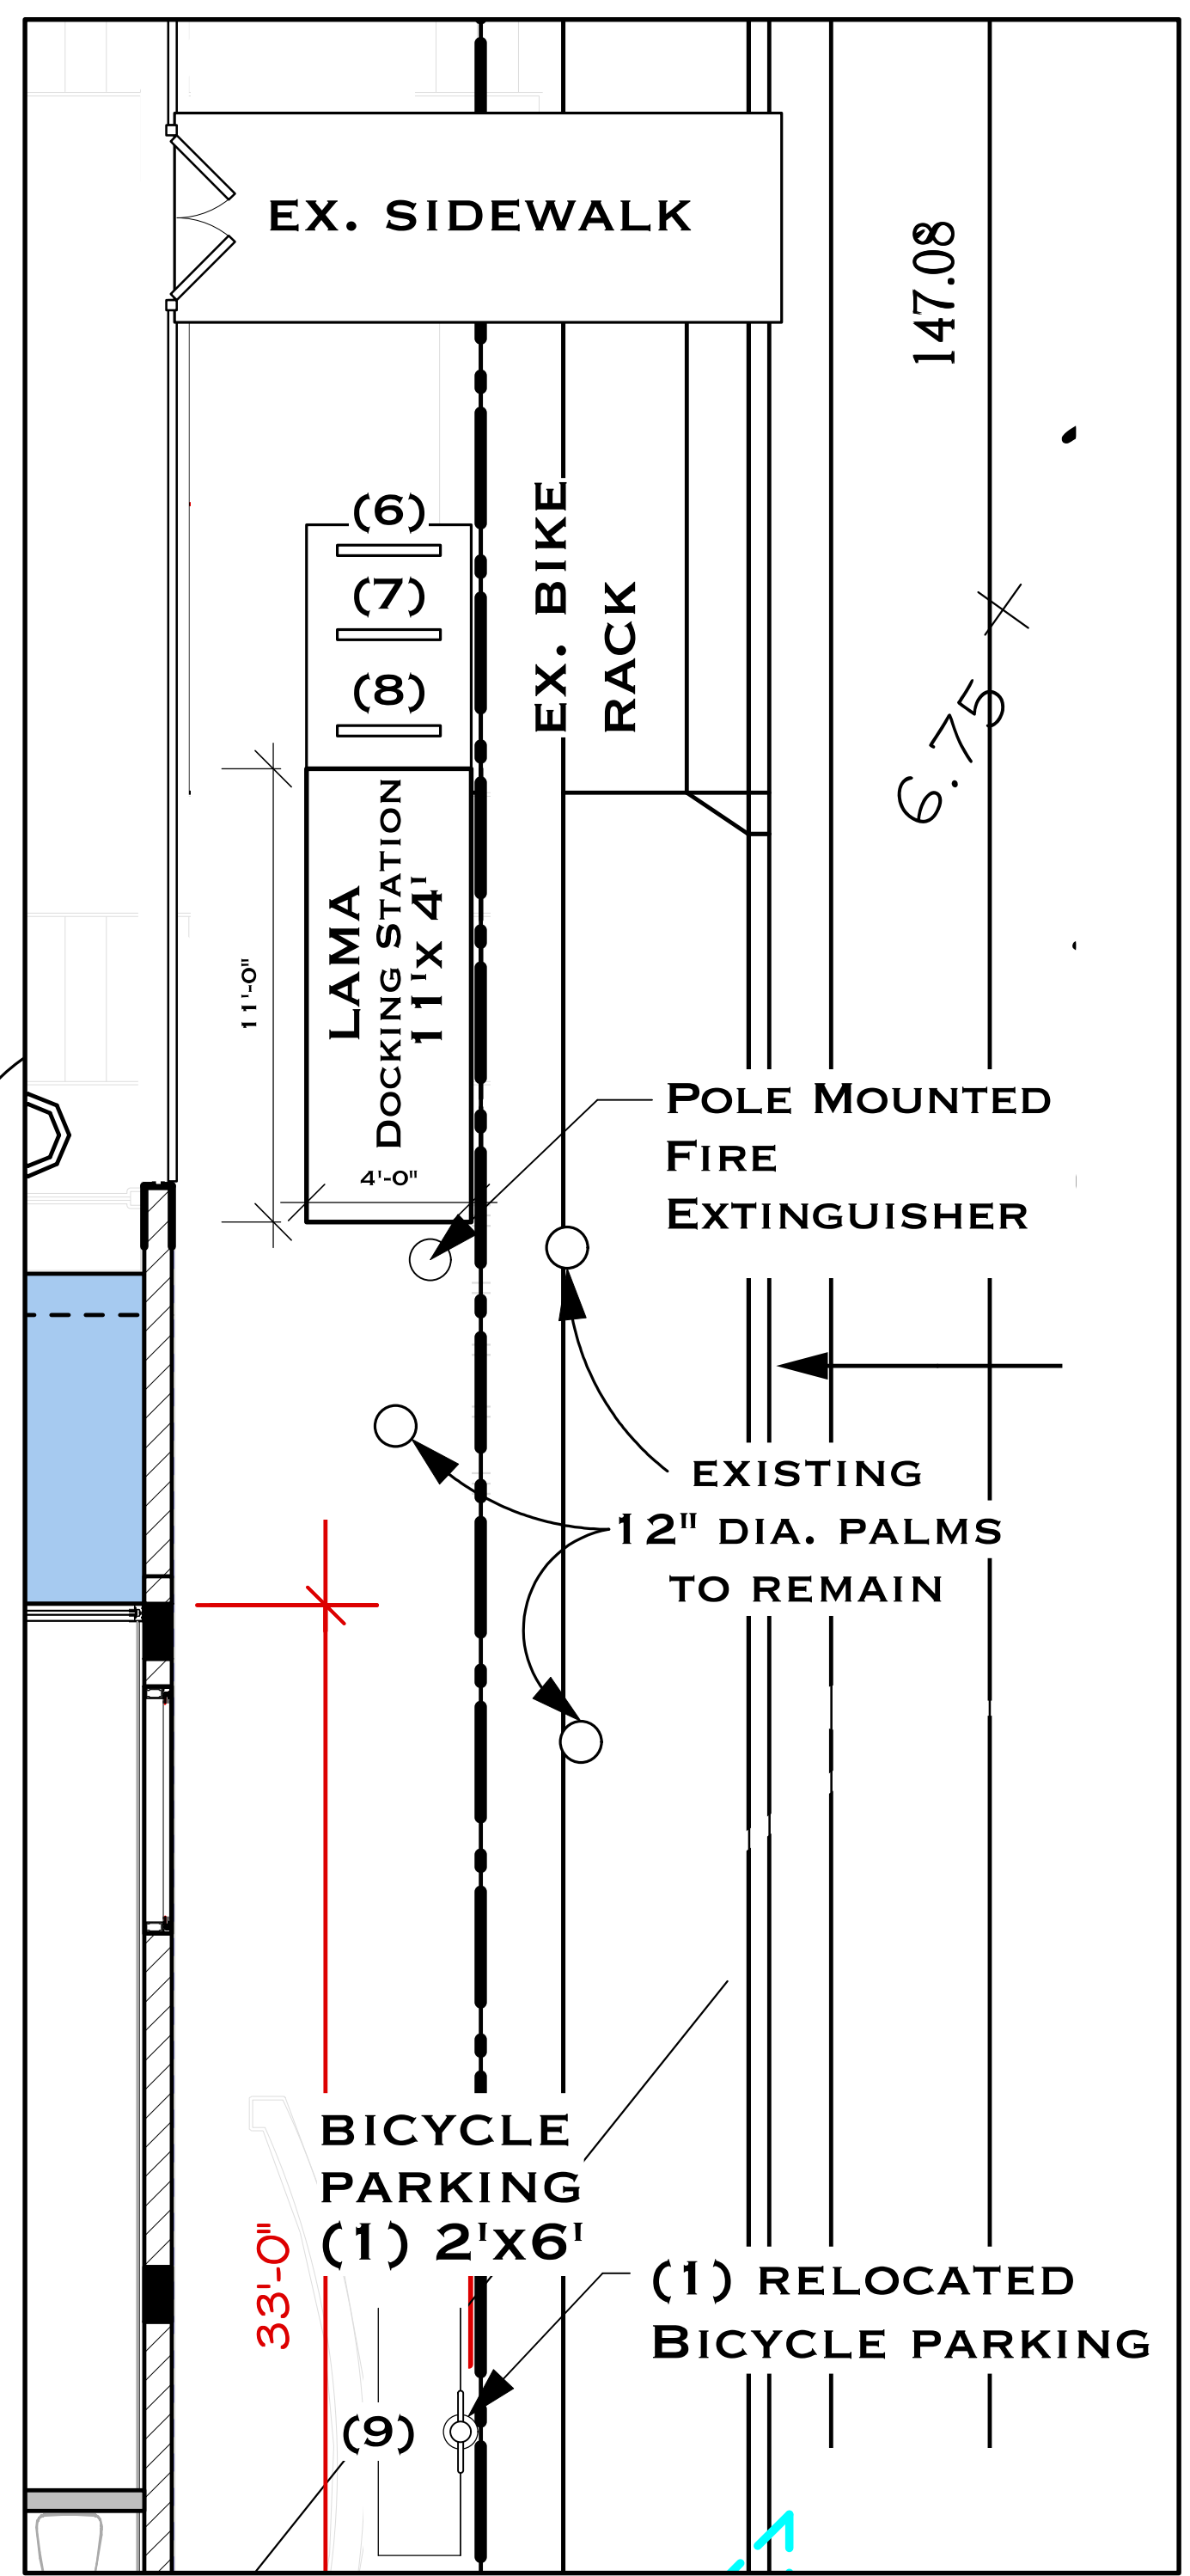 EX. SIDEWALK
147.08
(6)
(7)
(8)
EX. BIKE
RACK
6.75
LAMA
DOCKING STATION
11'X 4'
11'-0"
4'-0"
POLE MOUNTED
FIRE
EXTINGUISHER
EXISTING
12" DIA. PALMS
TO REMAIN
BICYCLE
PARKING
(1) 2'X6'
33'-0"
(1) RELOCATED
BICYCLE PARKING
(9)